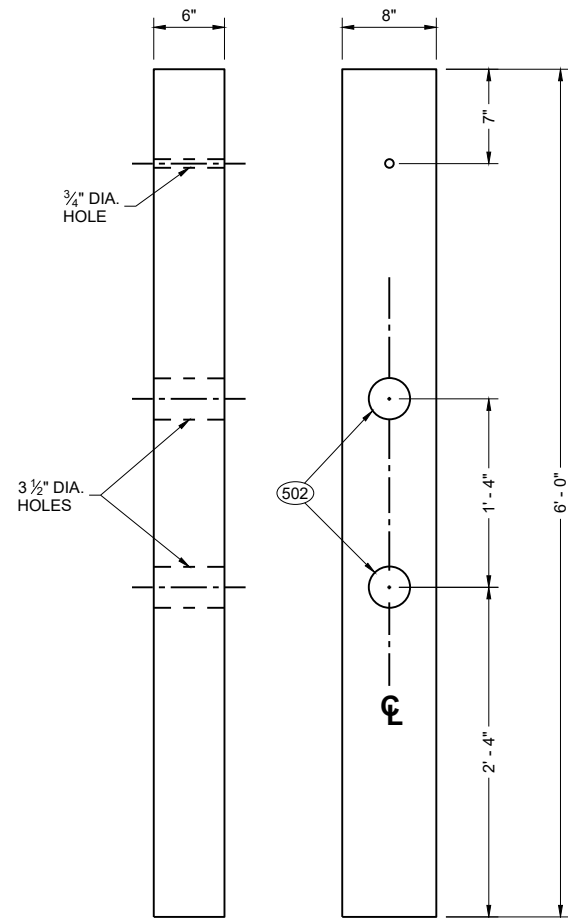 6"
8"
7"
¾" DIA.
HOLE
3 ½" DIA.
HOLES
502
1' - 4"
6' - 0"
℄
2' - 4"